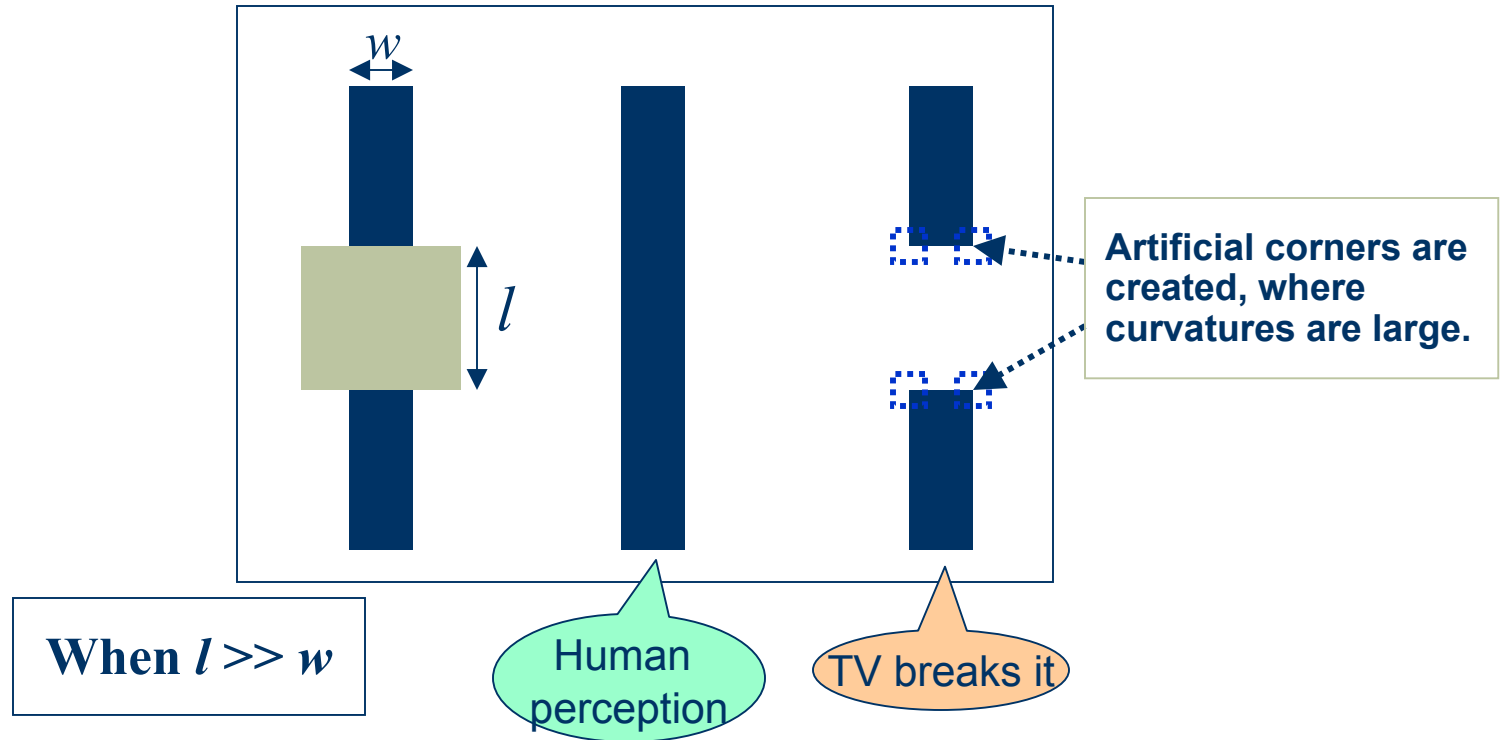 w
l
Artificial corners are
created, where
curvatures are large.
When l >> w
Human
perception
TV breaks it